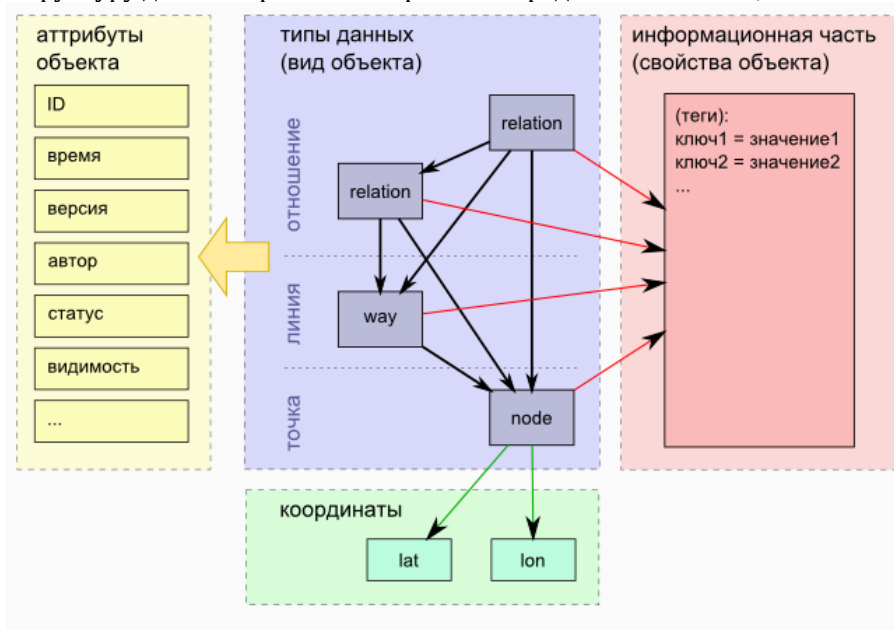 аттрибуты
объекта
ID
время
версия
автор
статус
видимость
...
типы данных
(вид объекта)
отношение
линия
точка
relation
relation
way
node
информационная часть
(свойства объекта)
(теги):
ключ1 = значение1
ключ2 = значение2
...
координаты
lat
lon